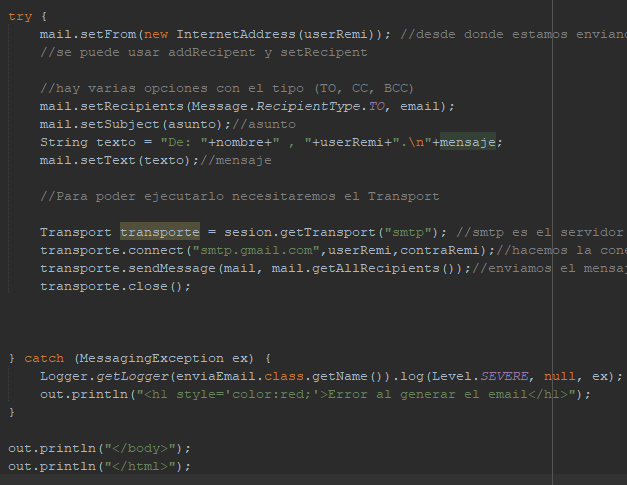 try {
mail.setFrom(new InternetAddress(userRemi)); //desde donde estamos enviand
//se puede usar addRecipent y setRecipent
//hay varias opciones con el tipo (TO, CC, BCC)
mail.setRecipients(Message.RecipientType.TO, email);
mail.setSubject(asunto);//asunto
String texto = "De: "+nombre+" , "+userRemi+".\n"+mensaje;
mail.setText(texto);//mensaje
//Para poder ejecutarlo necesitaremos el Transport
Transport transporte = sesion.getTransport("smtp"); //smtp es el servidor
transporte.connect("smtp.gmail.com",userRemi,contraRemi);//hacemos la cone
transporte.sendMessage(mail, mail.getAllRecipients());//enviamos el mensaj
transporte.close();
} catch (MessagingException ex) {
Logger.getLogger(enviaEmail.class.getName()).log(Level.SEVERE, null, ex);
out.println("<h1 style='color:red;'>Error al generar el email</h1>");
}
out.println("</body>");
out.println("</html>");